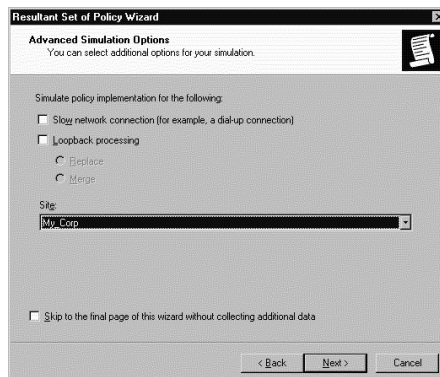 Resultant Set of Policy Wizard
Advanced Simulation Options
You can select additional options for your simulation.
Simulate policy implementation for the following:
Slow network connection (for example, a dial-up connection)
Loopback processing
Replace
Merge
Site:
My_Corp
Skip to the final page of this wizard without collecting additional data
< Back Next > Cancel